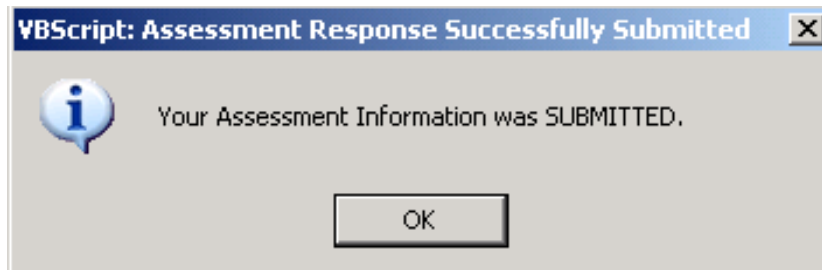 VBScript: Assessment Response Successfully Submitted
Your Assessment Information was SUBMITTED.
OK